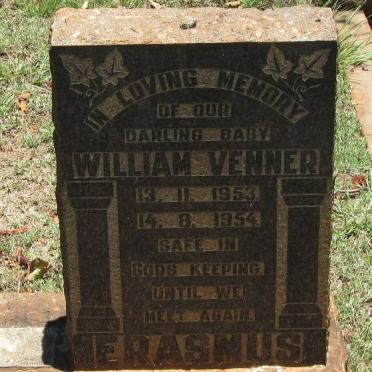 IN LOVING MEMORY
OF OUR
DARLING BABY
WILLIAM VENNER
13. 11. 1953
14. 8. 1954
SAFE IN
GODS KEEPING.
UNTIL WE
MEET AGAIN.
ERASMUS